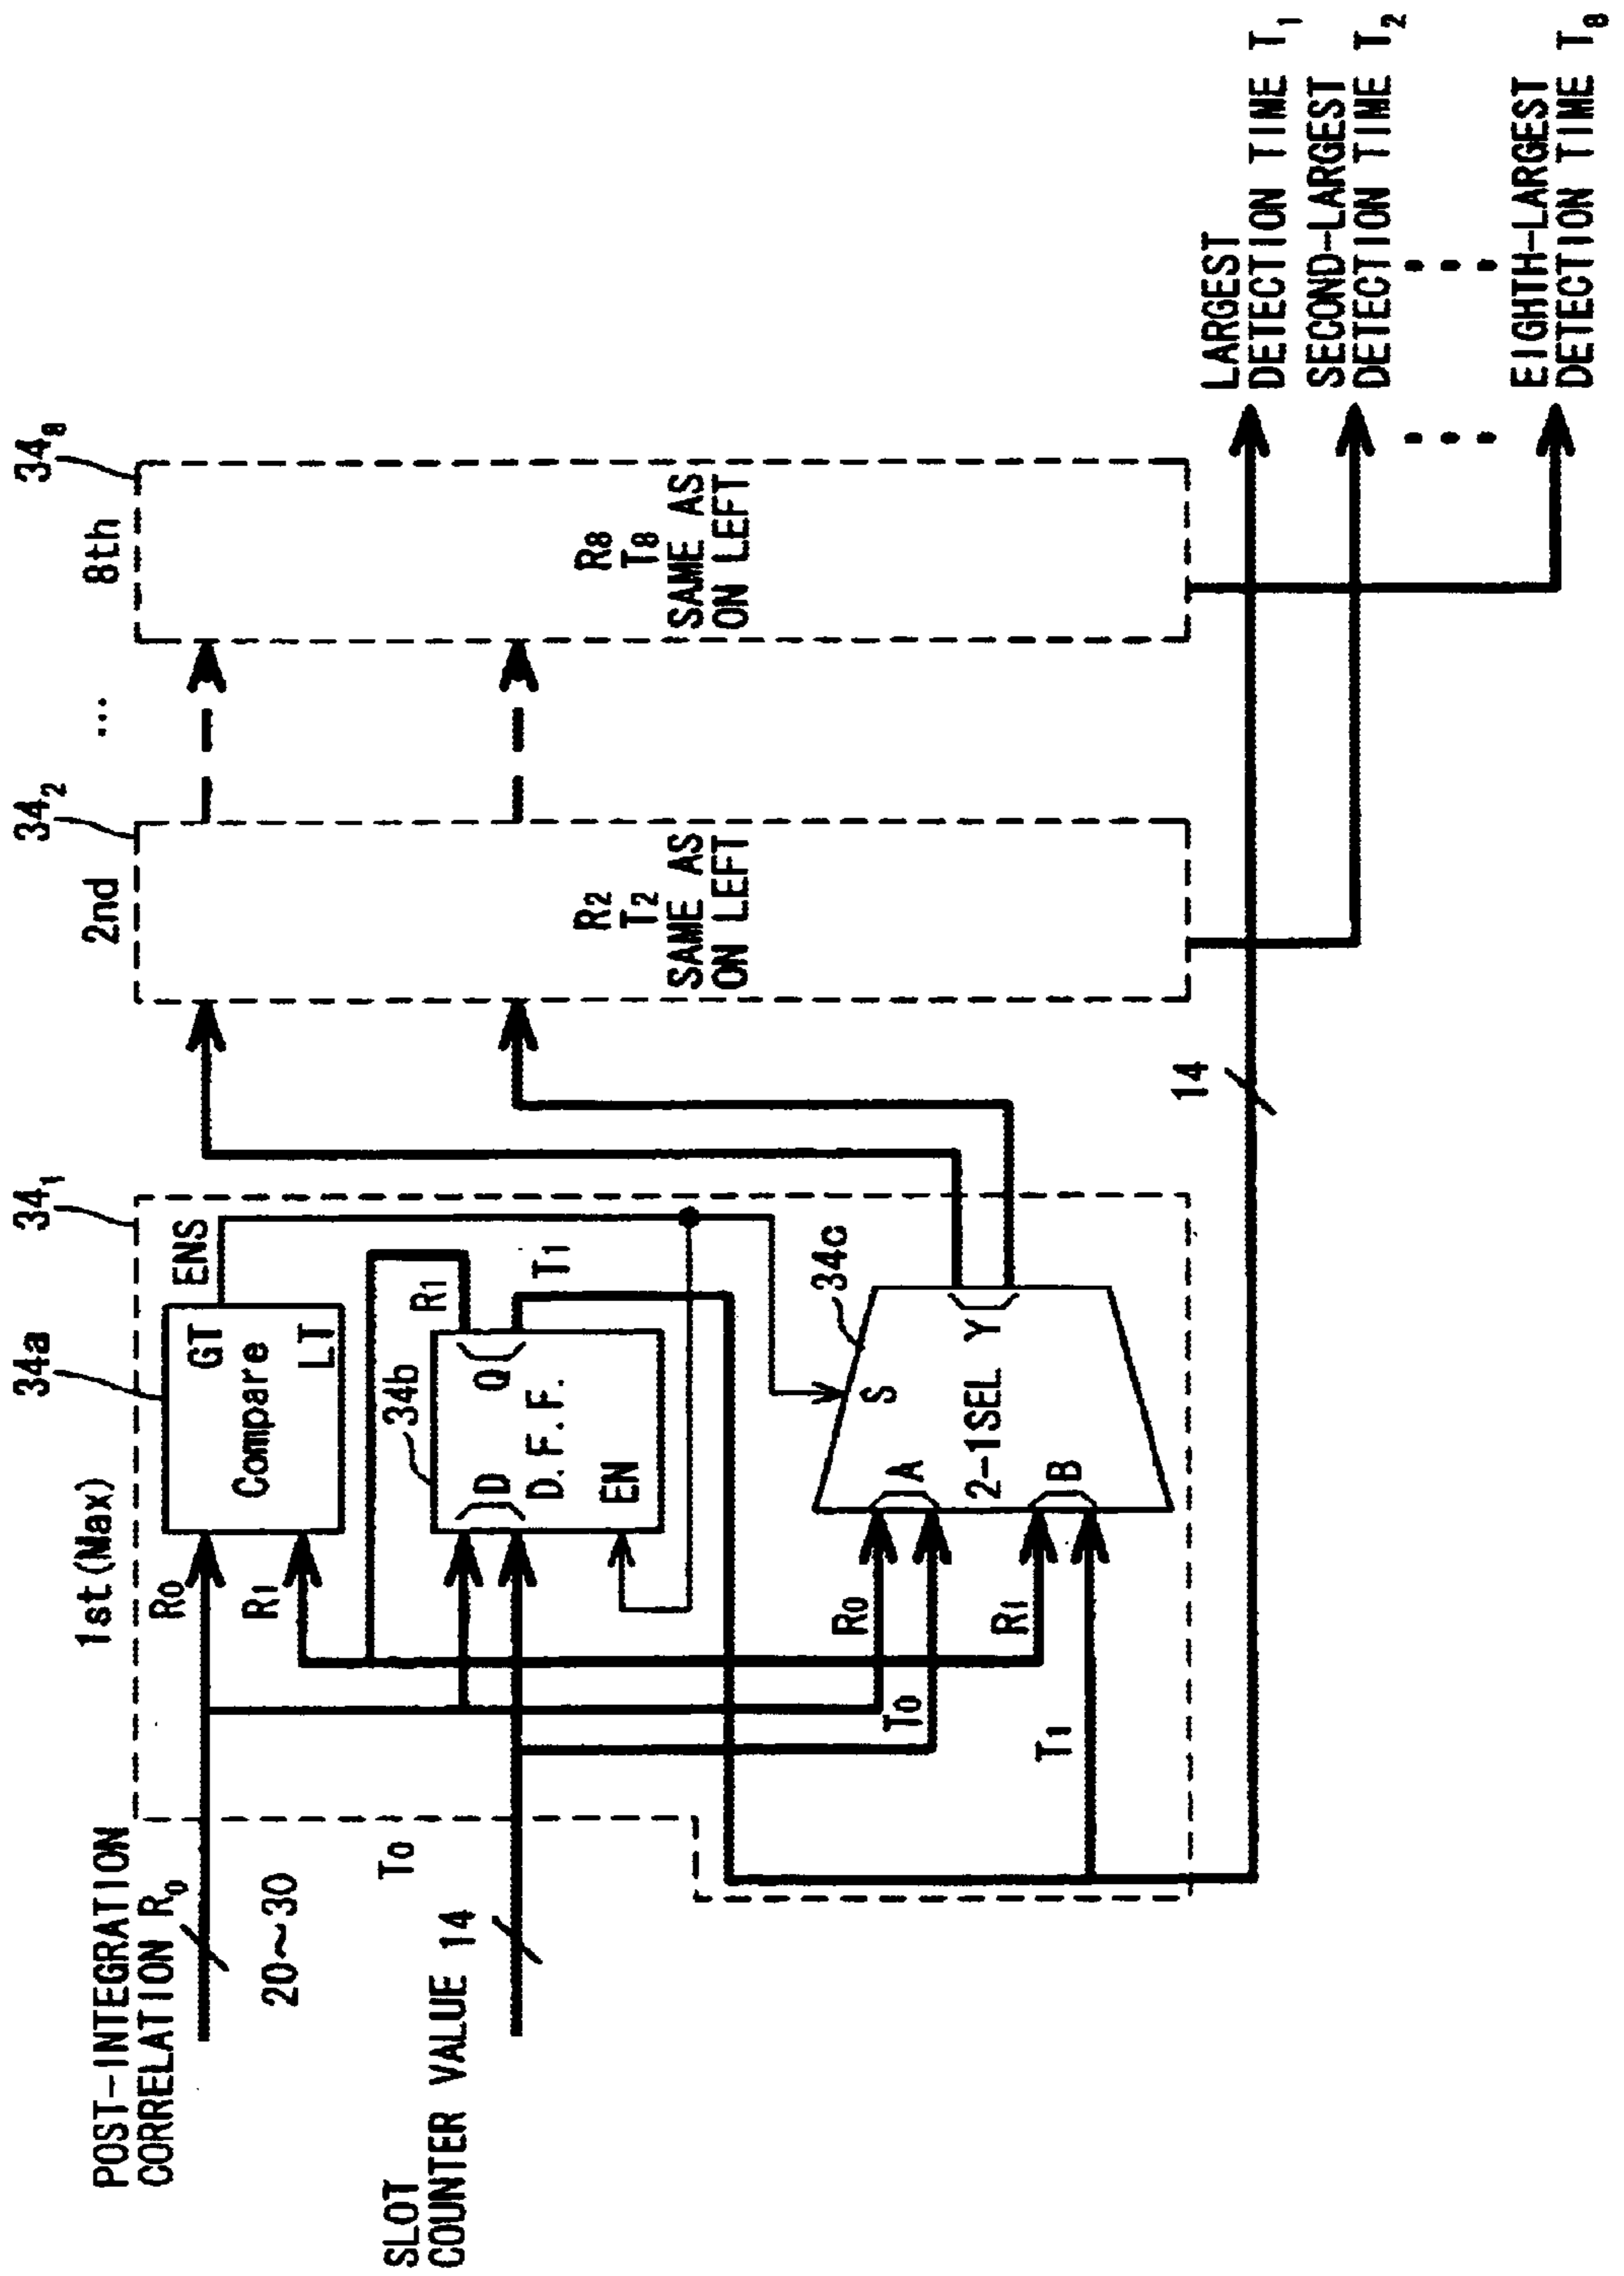 34a
34₁
34₂
34₈
1st(Max)
2nd
...
8th
POST-INTEGRATION
CORRELATION R₀
20~30
R₀
R₁
GT
Compare
LT
ENS
SLOT
COUNTER VALUE 14
T₀
34b
D
Q
D.F.F.
EN
R₁
T₁
R₀
T₀
R₁
T₁
A
B
S
2-1SEL Y
34c
R₂
T₂
SAME AS
ON LEFT
R₈
T₈
SAME AS
ON LEFT
14
LARGEST
DETECTION TIME T₁
SECOND-LARGEST
DETECTION TIME T₂
EIGHTH-LARGEST
DETECTION TIME T₈